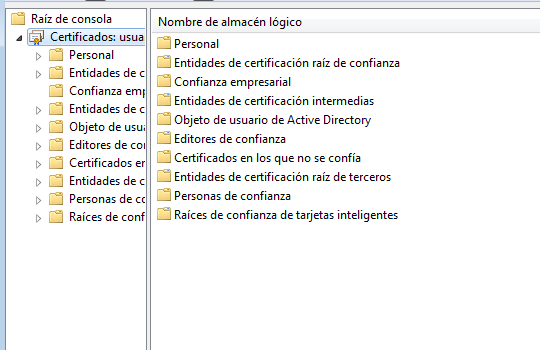 Raíz de consola
Certificados: usua
Personal
Entidades de c
Confianza emp
Entidades de c
Objeto de usua
Editores de con
Certificados en
Entidades de c
Personas de co
Raíces de conf
Nombre de almacén lógico
Personal
Entidades de certificación raíz de confianza
Confianza empresarial
Entidades de certificación intermedias
Objeto de usuario de Active Directory
Editores de confianza
Certificados en los que no se confía
Entidades de certificación raíz de terceros
Personas de confianza
Raíces de confianza de tarjetas inteligentes